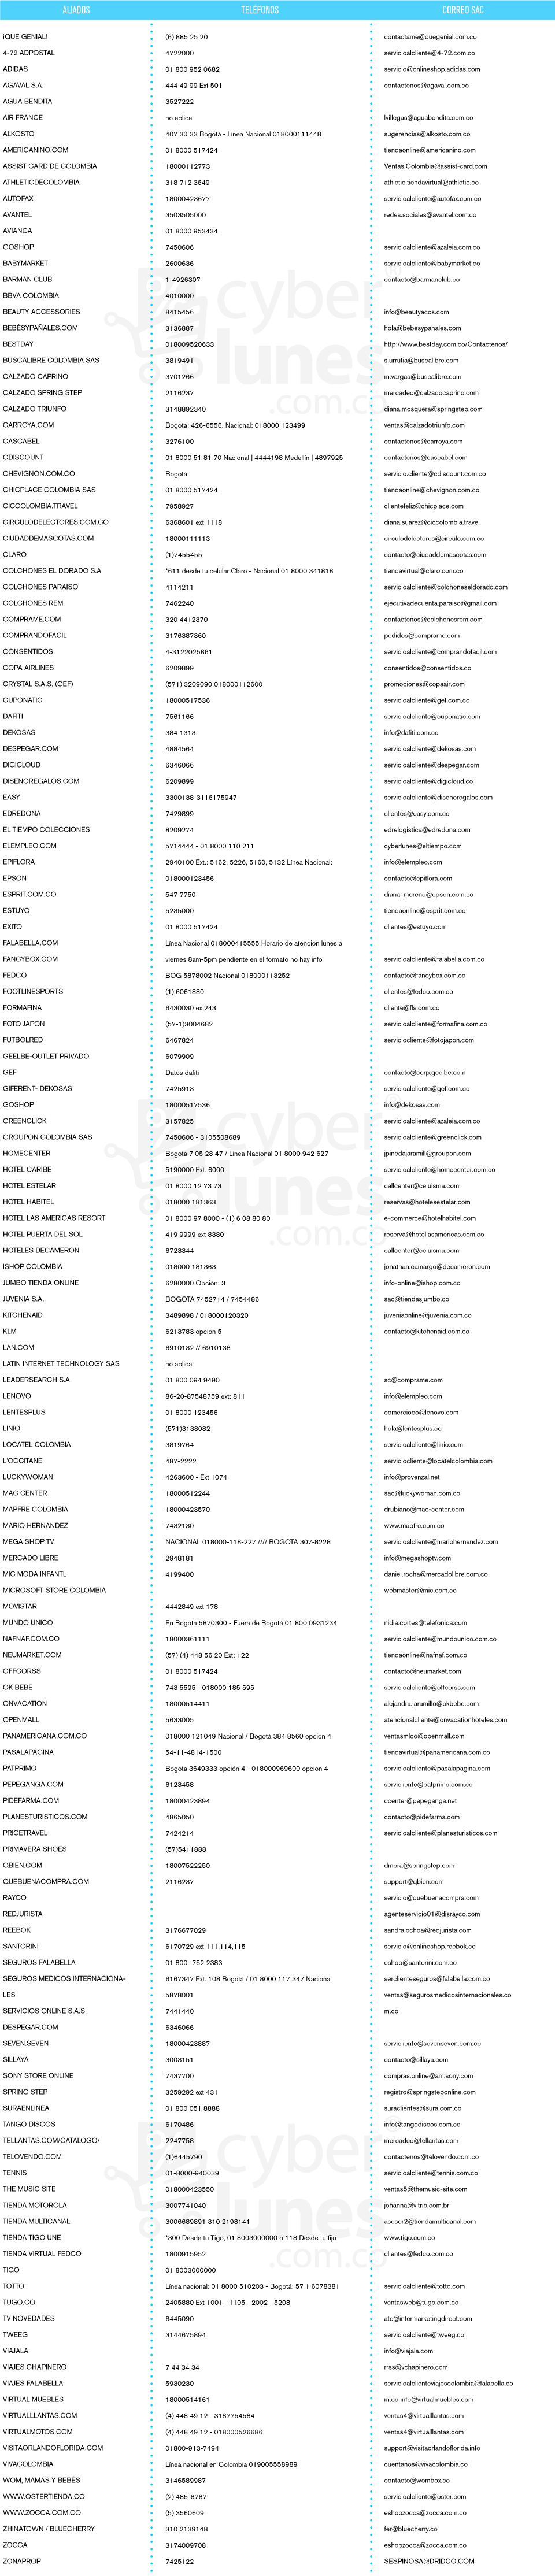 ALIADOS TELÉFONOS CORREO SAC
¡QUE GENIAL! (6) 885 25 20 contactame@quegenial.com.co
4-72 ADPOSTAL 4722000 servicioalcliente@4-72.com.co
ADIDAS 01 800 952 0682 servicio@onlineshop.adidas.com
AGAVAL S.A. 444 49 99 Ext 501 contactenos@agaval.com.co
AGUA BENDITA 3527222
AIR FRANCE no aplica lvillegas@aguabendita.com.co
ALKOSTO 407 30 33 Bogotá - Línea Nacional 018000111448 sugerencias@alkosto.com.co
AMERICANINO.COM 01 8000 517424 tiendaonline@americanino.com
ASSIST CARD DE COLOMBIA 18000112773 Ventas.Colombia@assist-card.com
ATHLETICDECOLOMBIA 318 712 3649 athletic.tiendavirtual@athletic.co
AUTOFAX 18000423677 servicioalcliente@autofax.com.co
AVANTEL 3503505000 redes.sociales@avantel.com.co
AVIANCA 01 8000 953434
GOSHOP 7450606 servicioalcliente@azaleia.com.co
BABYMARKET 2600636 servicioalcliente@babymarket.co
BARMAN CLUB 1-4926307 contacto@barmanclub.co
BBVA COLOMBIA 4010000
BEAUTY ACCESSORIES 8415456 info@beautyaccs.com
BEBÉSYPAÑALES.COM 3136887 hola@bebesypanales.com
BESTDAY 018009520633 http://www.bestday.com.co/Contactenos/
BUSCALIBRE COLOMBIA SAS 3819491 s.urrutia@buscalibre.com
CALZADO CAPRINO 3701266 m.vargas@buscalibre.com
CALZADO SPRING STEP 2116237 mercadeo@calzadocaprino.com
CALZADO TRIUNFO 3148892340 diana.mosquera@springstep.com
CARROYA.COM Bogotá: 426-6556. Nacional: 018000 123499 ventas@calzadotriunfo.com
CASCABEL 3276100 contactenos@carroya.com
CDISCOUNT 01 8000 51 81 70 Nacional | 4444198 Medellín | 4897925 contactenos@cascabel.com
CHEVIGNON.COM.CO Bogotá servicio.cliente@cdiscount.com.co
CHICPLACE COLOMBIA SAS 01 8000 517424 tiendaonline@chevignon.com.co
CICCOLOMBIA.TRAVEL 7958927 clientefeliz@chicplace.com
CIRCULODELECTORES.COM.CO 6368601 ext 1118 diana.suarez@ciccolombia.travel
CIUDADDEMASCOTAS.COM 18000111113 circulodelectores@circulo.com.co
CLARO (1)7455455 contacto@ciudaddemascotas.com
COLCHONES EL DORADO S.A *611 desde tu celular Claro - Nacional 01 8000 341818 tiendavirtual@claro.com.co
COLCHONES PARAISO 4114211 servicioalcliente@colchoneseldorado.com
COLCHONES REM 7462240 ejecutivadecuenta.paraiso@gmail.com
COMPRAME.COM 320 4412370 contactenos@colchonesrem.com
COMPRANDOFACIL 3176387360 pedidos@comprame.com
CONSENTIDOS 4-3122025861 servicioalcliente@comprandofacil.com
COPA AIRLINES 6209899 consentidos@consentidos.co
CRYSTAL S.A.S. (GEF) (571) 3209090 018000112600 promociones@copaair.com
CUPONATIC 18000517536 servicioalcliente@gef.com.co
DAFITI 7561166 servicioalcliente@cuponatic.com
DEKOSAS 384 1313 info@dafiti.com.co
DESPEGAR.COM 4884564 servicioalcliente@dekosas.com
DIGICLOUD 6346066 servicioalcliente@despegar.com
DISENOREGALOS.COM 6209899 servicioalcliente@digicloud.co
EASY 3300138-3116175947 servicioalcliente@disenoregalos.com
EDREDONA 7429899 clientes@easy.com.co
EL TIEMPO COLECCIONES 8209274 edrelogistica@edredona.com
ELEMPLEO.COM 5714444 - 01 8000 110 211 cyberlunes@eltiempo.com
EPIFLORA 2940100 Ext.: 5162, 5226, 5160, 5132 Línea Nacional: info@elempleo.com
EPSON 018000123456 contacto@epiflora.com
ESPRIT.COM.CO 547 7750 diana_moreno@epson.com.co
ESTUYO 5235000 tiendaonline@esprit.com.co
EXITO 01 8000 517424 clientes@estuyo.com
FALABELLA.COM Línea Nacional 018000415555 Horario de atención lunes a
FANCYBOX.COM viernes 8am-5pm pendiente en el formato no hay info servicioalcliente@falabella.com.co
FEDCO BOG 5878002 Nacional 018000113252 contacto@fancybox.com.co
FOOTLINESPORTS (1) 6061880 clientes@fedco.com.co
FORMAFINA 6430030 ex 243 cliente@fls.com.co
FOTO JAPON (57-1)3004682 servicioalcliente@formafina.com.co
FUTBOLRED 6467824 serviciocliente@fotojapon.com
GEELBE-OUTLET PRIVADO 6079909
GEF Datos dafiti contacto@corp.geelbe.com
GIFERENT- DEKOSAS 7425913 servicioalcliente@gef.com.co
GOSHOP 18000517536 info@dekosas.com
GREENCLICK 3157825 servicioalcliente@azaleia.com.co
GROUPON COLOMBIA SAS 7450606 - 3105508689 servicioalcliente@greenclick.com
HOMECENTER Bogotá 7 05 28 47 / Línea Nacional 01 8000 942 627 jpinedajaramill@groupon.com
HOTEL CARIBE 5190000 Ext. 6000 servicioalcliente@homecenter.com.co
HOTEL ESTELAR 01 8000 12 73 73 callcenter@celuisma.com
HOTEL HABITEL 018000 181363 reservas@hotelesestelar.com
HOTEL LAS AMERICAS RESORT 01 8000 97 8000 - (1) 6 08 80 80 e-commerce@hotelhabitel.com
HOTEL PUERTA DEL SOL 419 9999 ext 8380 reserva@hotellasamericas.com.co
HOTELES DECAMERON 6723344 callcenter@celuisma.com
ISHOP COLOMBIA 018000 181363 jonathan.camargo@decameron.com
JUMBO TIENDA ONLINE 6280000 Opción: 3 info-online@ishop.com.co
JUVENIA S.A. BOGOTA 7452714 / 7454486 sac@tiendasjumbo.co
KITCHENAID 3489898 / 018000120320 juveniaonline@juvenia.com.co
KLM 6213783 opcion 5 contacto@kitchenaid.com.co
LAN.COM 6910132 // 6910138
LATIN INTERNET TECHNOLOGY SAS no aplica
LEADERSEARCH S.A 01 800 094 9490 sc@comprame.com
LENOVO 86-20-87548759 ext: 811 info@elempleo.com
LENTESPLUS 01 8000 123456 comercioco@lenovo.com
LINIO (571)3138082 hola@lentesplus.co
LOCATEL COLOMBIA 3819764 servicioalcliente@linio.com
L'OCCITANE 487-2222 serviciocliente@locatelcolombia.com
LUCKYWOMAN 4263600 - Ext 1074 info@provenzal.net
MAC CENTER 18000512244 sac@luckywoman.com.co
MAPFRE COLOMBIA 18000423570 drubiano@mac-center.com
MARIO HERNANDEZ 7432130 www.mapfre.com.co
MEGA SHOP TV NACIONAL 018000-118-227 //// BOGOTA 307-8228 servicioalcliente@mariohernandez.com
MERCADO LIBRE 2948181 info@megashoptv.com
MIC MODA INFANTL 4199400 daniel.rocha@mercadolibre.com.co
MICROSOFT STORE COLOMBIA webmaster@mic.com.co
MOVISTAR 4442849 ext 178
MUNDO UNICO En Bogotá 5870300 - Fuera de Bogotá 01 800 0931234 nidia.cortes@telefonica.com
NAFNAF.COM.CO 18000361111 servicioalcliente@mundounico.com.co
NEUMARKET.COM (57) (4) 448 56 20 Ext: 122 tiendaonline@nafnaf.com.co
OFFCORSS 01 8000 517424 contacto@neumarket.com
OK BEBE 743 5595 - 018000 185 595 servicioalcliente@offcorss.com
ONVACATION 18000514411 alejandra.jaramillo@okbebe.com
OPENMALL 5633005 atencionalcliente@onvacationhoteles.com
PANAMERICANA.COM.CO 018000 121049 Nacional / Bogotá 384 8560 opción 4 ventasmlco@openmall.com
PASALAPÁGINA 54-11-4814-1500 tiendavirtual@panamericana.com.co
PATPRIMO Bogotá 3649333 opción 4 - 018000969600 opcion 4 servicioalcliente@pasalapagina.com
PEPEGANGA.COM 6123458 servicliente@patprimo.com.co
PIDEFARMA.COM 18000423894 ccenter@pepeganga.net
PLANESTURISTICOS.COM 4865050 contacto@pidefarma.com
PRICETRAVEL 7424214 servicioalcliente@planesturisticos.com
PRIMAVERA SHOES (57)5411888
QBIEN.COM 18007522250 dmora@springstep.com
QUEBUENACOMPRA.COM 2116237 support@qbien.com
RAYCO servicio@quebuenacompra.com
REDJURISTA agenteservicio01@disrayco.com
REEBOK 3176677029 sandra.ochoa@redjurista.com
SANTORINI 6170729 ext 111,114,115 servicio@onlineshop.reebok.co
SEGUROS FALABELLA 01 800 -752 2383 eshop@santorini.com.co
SEGUROS MEDICOS INTERNACIONA- 6167347 Ext. 108 Bogotá / 01 8000 117 347 Nacional serclienteseguros@falabella.com.co
LES 5878001 ventas@segurosmedicosinternacionales.co
SERVICIOS ONLINE S.A.S 7441440 m.co
DESPEGAR.COM 6346066
SEVEN.SEVEN 18000423887 servicliente@sevenseven.com.co
SILLAYA 3003151 contacto@sillaya.com
SONY STORE ONLINE 7437700 compras.online@am.sony.com
SPRING STEP 3259292 ext 431 registro@springsteponline.com
SURAENLINEA 01 800 051 8888 suraclientes@sura.com.co
TANGO DISCOS 6170486 info@tangodiscos.com.co
TELLANTAS.COM/CATALOGO/ 2247758 mercadeo@tellantas.com
TELOVENDO.COM (1)6445790 contactenos@telovendo.com.co
TENNIS 01-8000-940039 servicioalcliente@tennis.com.co
THE MUSIC SITE 018000423550 ventas5@themusic-site.com
TIENDA MOTOROLA 3007741040 johanna@vitrio.com.br
TIENDA MULTICANAL 3006689891 310 2198141 asesor2@tiendamulticanal.com
TIENDA TIGO UNE *300 Desde tu Tigo, 01 8003000000 o 118 Desde tu fijo www.tigo.com.co
TIENDA VIRTUAL FEDCO 1800915952 clientes@fedco.com.co
TIGO 01 8003000000
TOTTO Línea nacional: 01 8000 510203 - Bogotá: 57 1 6078381 servicioalcliente@totto.com
TUGO.CO 2405880 Ext 1001 - 1105 - 2002 - 5208 ventasweb@tugo.com.co
TV NOVEDADES 6445090 atc@intermarketingdirect.com
TWEEG 3144675894 servicioalcliente@tweeg.co
VIAJALA info@viajala.com
VIAJES CHAPINERO 7 44 34 34 rrss@vchapinero.com
VIAJES FALABELLA 5930230 servicioalclienteviajescolombia@falabella.co
VIRTUAL MUEBLES 18000514161 m.co info@virtualmuebles.com
VIRTUALLLANTAS.COM (4) 448 49 12 - 3187754584 ventas4@virtualllantas.com
VIRTUALMOTOS.COM (4) 448 49 12 - 018000526686 ventas4@virtualllantas.com
VISITAORLANDOFLORIDA.COM 01800-913-7494 support@visitaorlandoflorida.info
VIVACOLOMBIA Línea nacional en Colombia 019005558989 cuentanos@vivacolombia.co
WOM, MAMÁS Y BEBÉS 3146589987 contacto@wombox.co
WWW.OSTERTIENDA.CO (2) 485-6767 servicioalcliente@oster.com
WWW.ZOCCA.COM.CO (5) 3560609 eshopzocca@zocca.com.co
ZHINATOWN / BLUECHERRY 310 2139148 fer@bluecherry.co
ZOCCA 3174009708 eshopzocca@zocca.com.co
ZONAPROP 7425122 SESPINOSA@DRIDCO.COM
cyber
lunes
.com.co
cyber
lunes
.com.co
cyber
lunes
.com.co